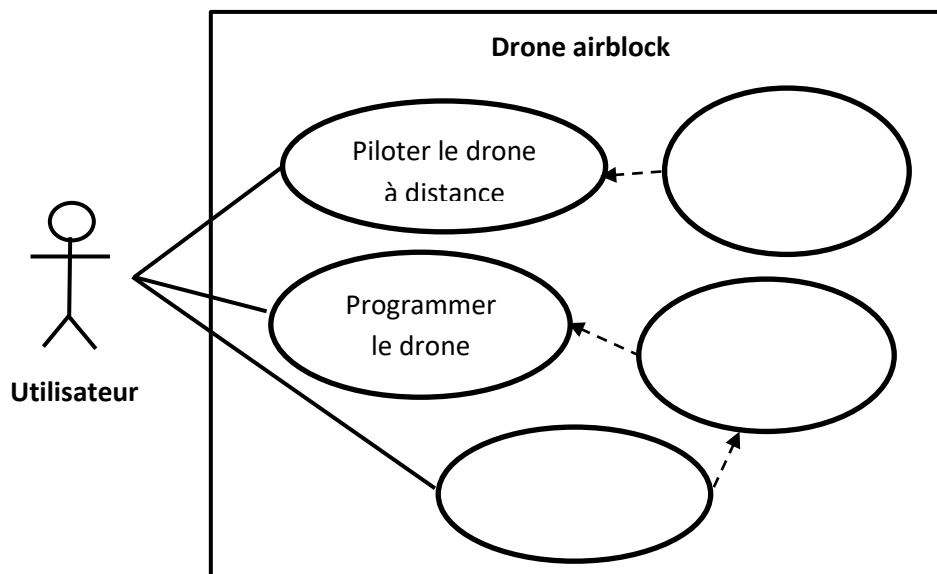 Drone airblock
Piloter le drone
à distance
Programmer
le drone
Utilisateur